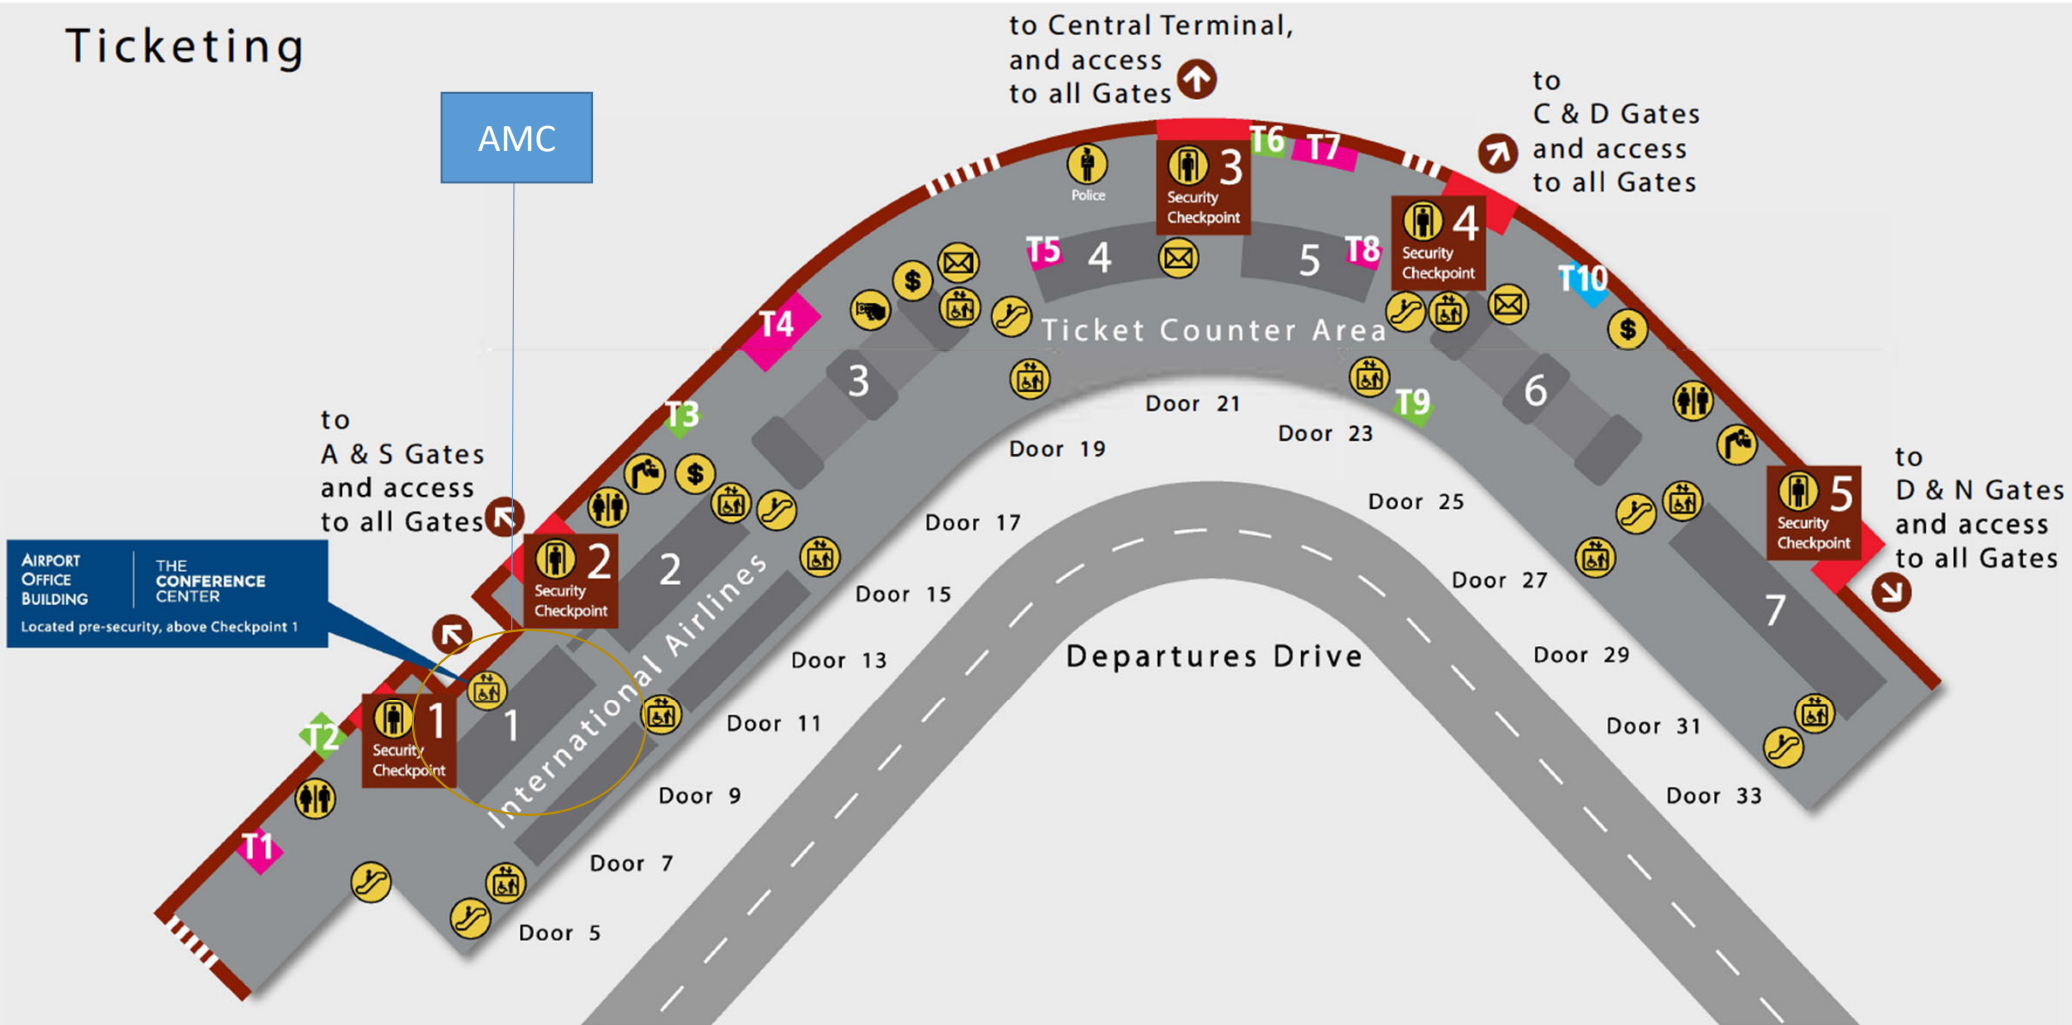 Ticketing
AMC
to Central Terminal,
and access
to all Gates
to
C & D Gates
and access
to all Gates
T6
T7
3
Security
Checkpoint
Police
4
Security
Checkpoint
T5
4
5
T8
T10
T4
Ticket Counter Area
3
6
T3
T9
Door 21
Door 19
Door 23
to
A & S Gates
and access
to all Gates
to
D & N Gates
and access
to all Gates
5
Security
Checkpoint
Door 17
Door 25
2
Security
Checkpoint
2
AIRPORT
OFFICE
BUILDING
THE
CONFERENCE
CENTER
Located pre-security, above Checkpoint 1
International Airlines
Door 15
Door 27
7
Door 13
Departures Drive
Door 29
1
Security
Checkpoint
1
T2
Door 11
Door 31
Door 9
Door 33
T1
Door 7
Door 5